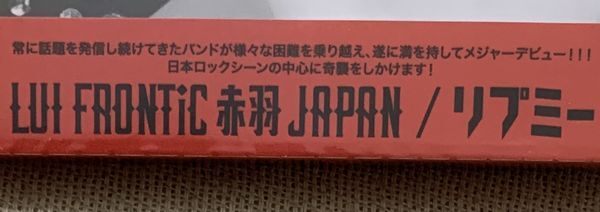 常に話題を発信し続けてきたバンドが様々な困難を乗り越え、遂に満を持してメジャーデビュー！！！
日本ロックシーンの中心に奇襲をしかけます！
LUI FRONTiC 赤羽 JAPAN / リプミー